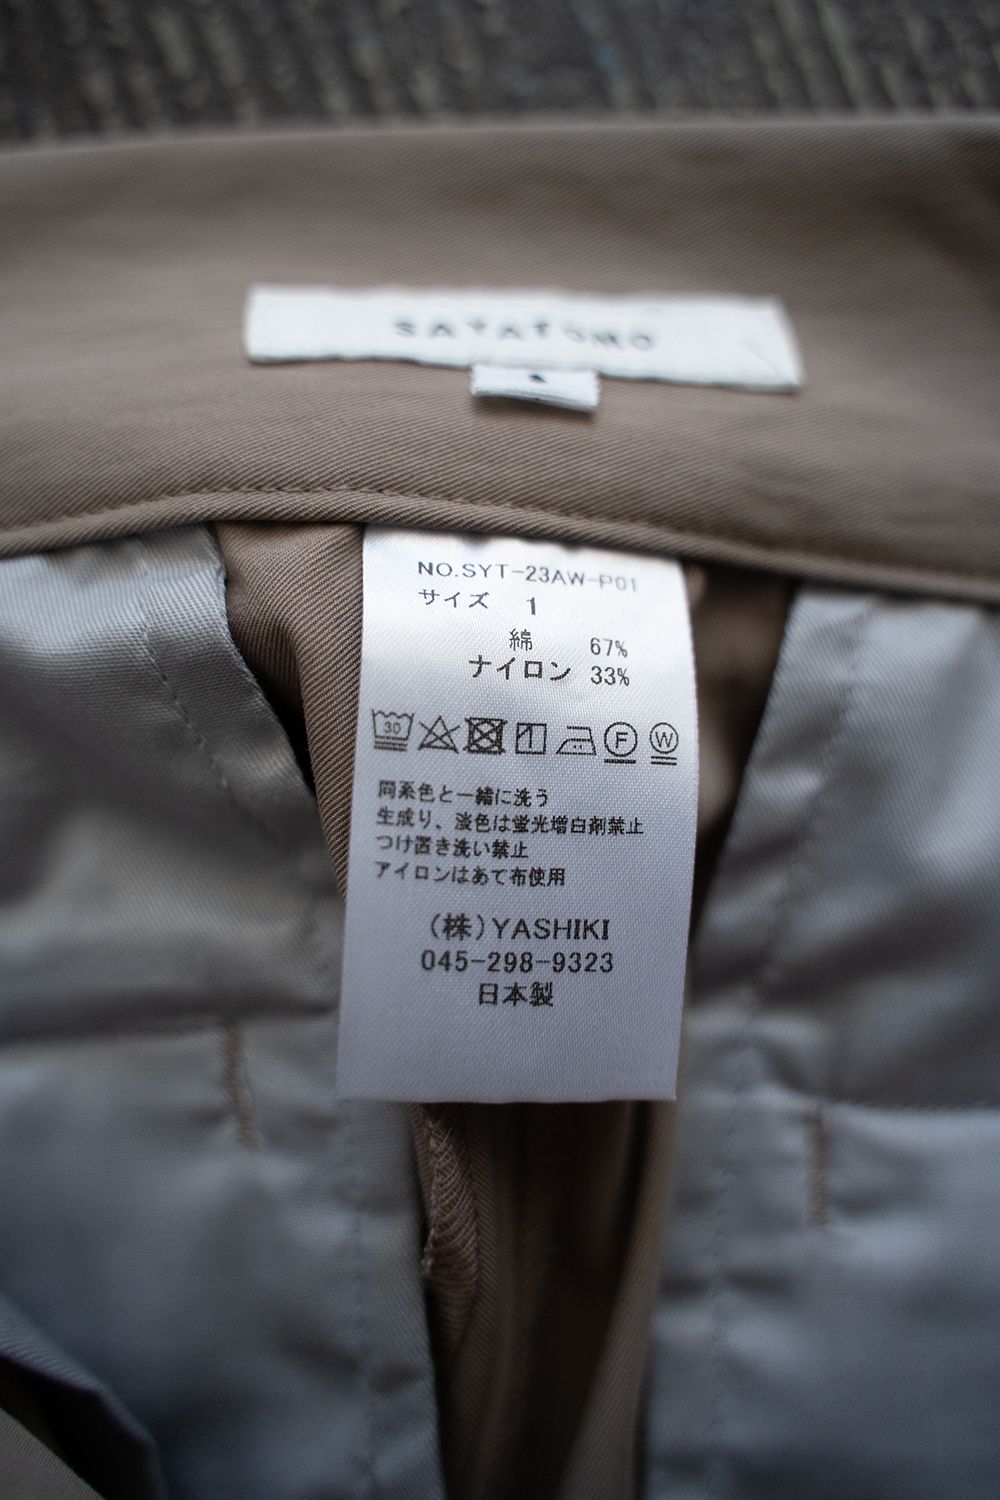 SAYATOMO
NO.SYT-23AW-P01
サイズ 1
綿 67%
ナイロン 33%
30
F
W
同系色と一緒に洗う
生成り、淡色は蛍光増白剤禁止
つけ置き洗い禁止
アイロンはあて布使用
(株)YASHIKI
045-298-9323
日本製